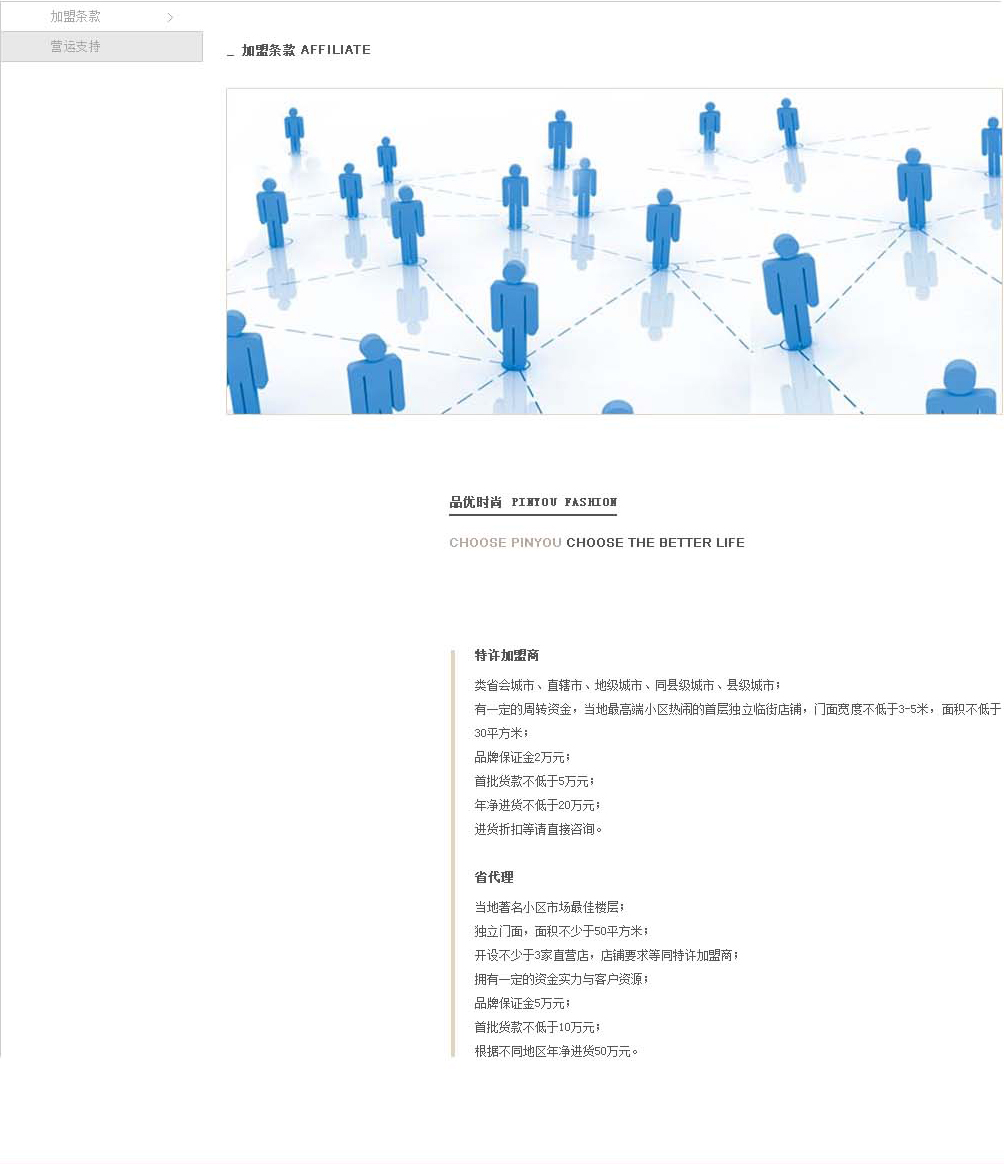 加盟条款
营运支持
_ 加盟条款 AFFILIATE
品优时尚 PINYOU FASHION
CHOOSE PINYOU CHOOSE THE BETTER LIFE
特许加盟商
类省会城市、直辖市、地级城市、同县级城市、县级城市；
有一定的周转资金，当地最高端小区热闹的首层独立临街店铺，门面宽度不低于3-5米，面积不低于
30平方米；
品牌保证金2万元；
首批货款不低于5万元；
年净进货不低于20万元；
进货折扣等请直接咨询。
省代理
当地著名小区市场最佳楼层；
独立门面，面积不少于50平方米；
开设不少于3家直营店，店铺要求等同特许加盟商；
拥有一定的资金实力与客户资源；
品牌保证金5万元；
首批货款不低于10万元；
根据不同地区年净进货50万元。